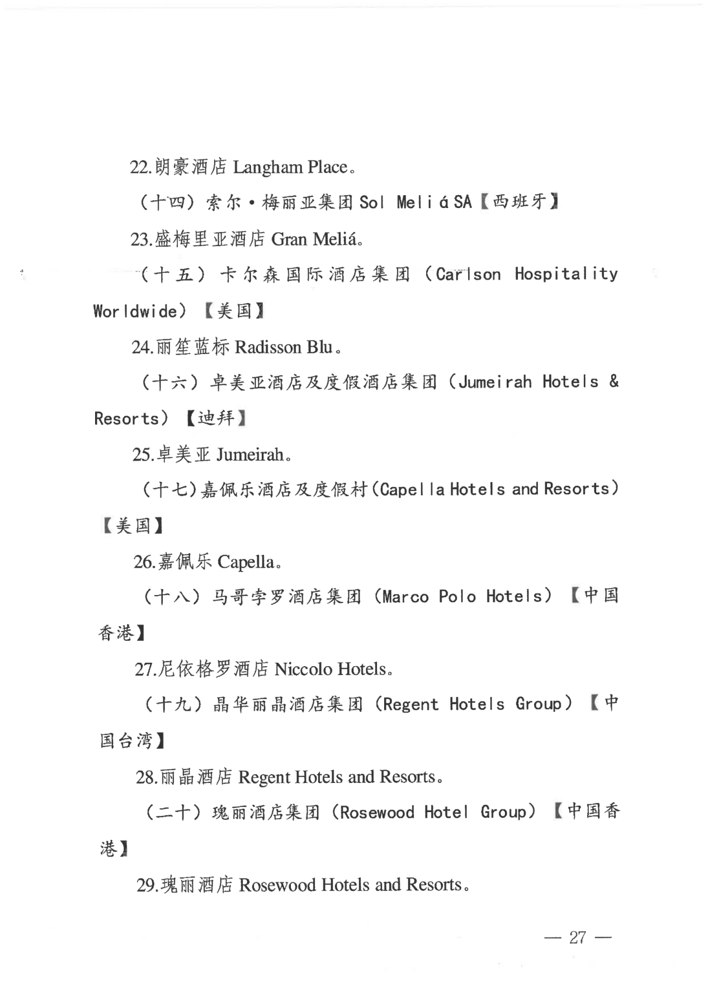 22.朗豪酒店 Langham Place。
（十四）索尔·梅丽亚集团 Sol Meliá SA【西班牙】
23.盛梅里亚酒店 Gran Meliá。
（十五）卡尔森国际酒店集团（Carlson Hospitality
Worldwide）【美国】
24.丽笙蓝标 Radisson Blu。
（十六）卓美亚酒店及度假酒店集团（Jumeirah Hotels &
Resorts）【迪拜】
25.卓美亚 Jumeirah。
（十七）嘉佩乐酒店及度假村（Capella Hotels and Resorts）
【美国】
26.嘉佩乐 Capella。
（十八）马哥孛罗酒店集团（Marco Polo Hotels）【中国
香港】
27.尼依格罗酒店 Niccolo Hotels。
（十九）晶华丽晶酒店集团（Regent Hotels Group）【中
国台湾】
28.丽晶酒店 Regent Hotels and Resorts。
（二十）瑰丽酒店集团（Rosewood Hotel Group）【中国香
港】
29.瑰丽酒店 Rosewood Hotels and Resorts。
— 27 —